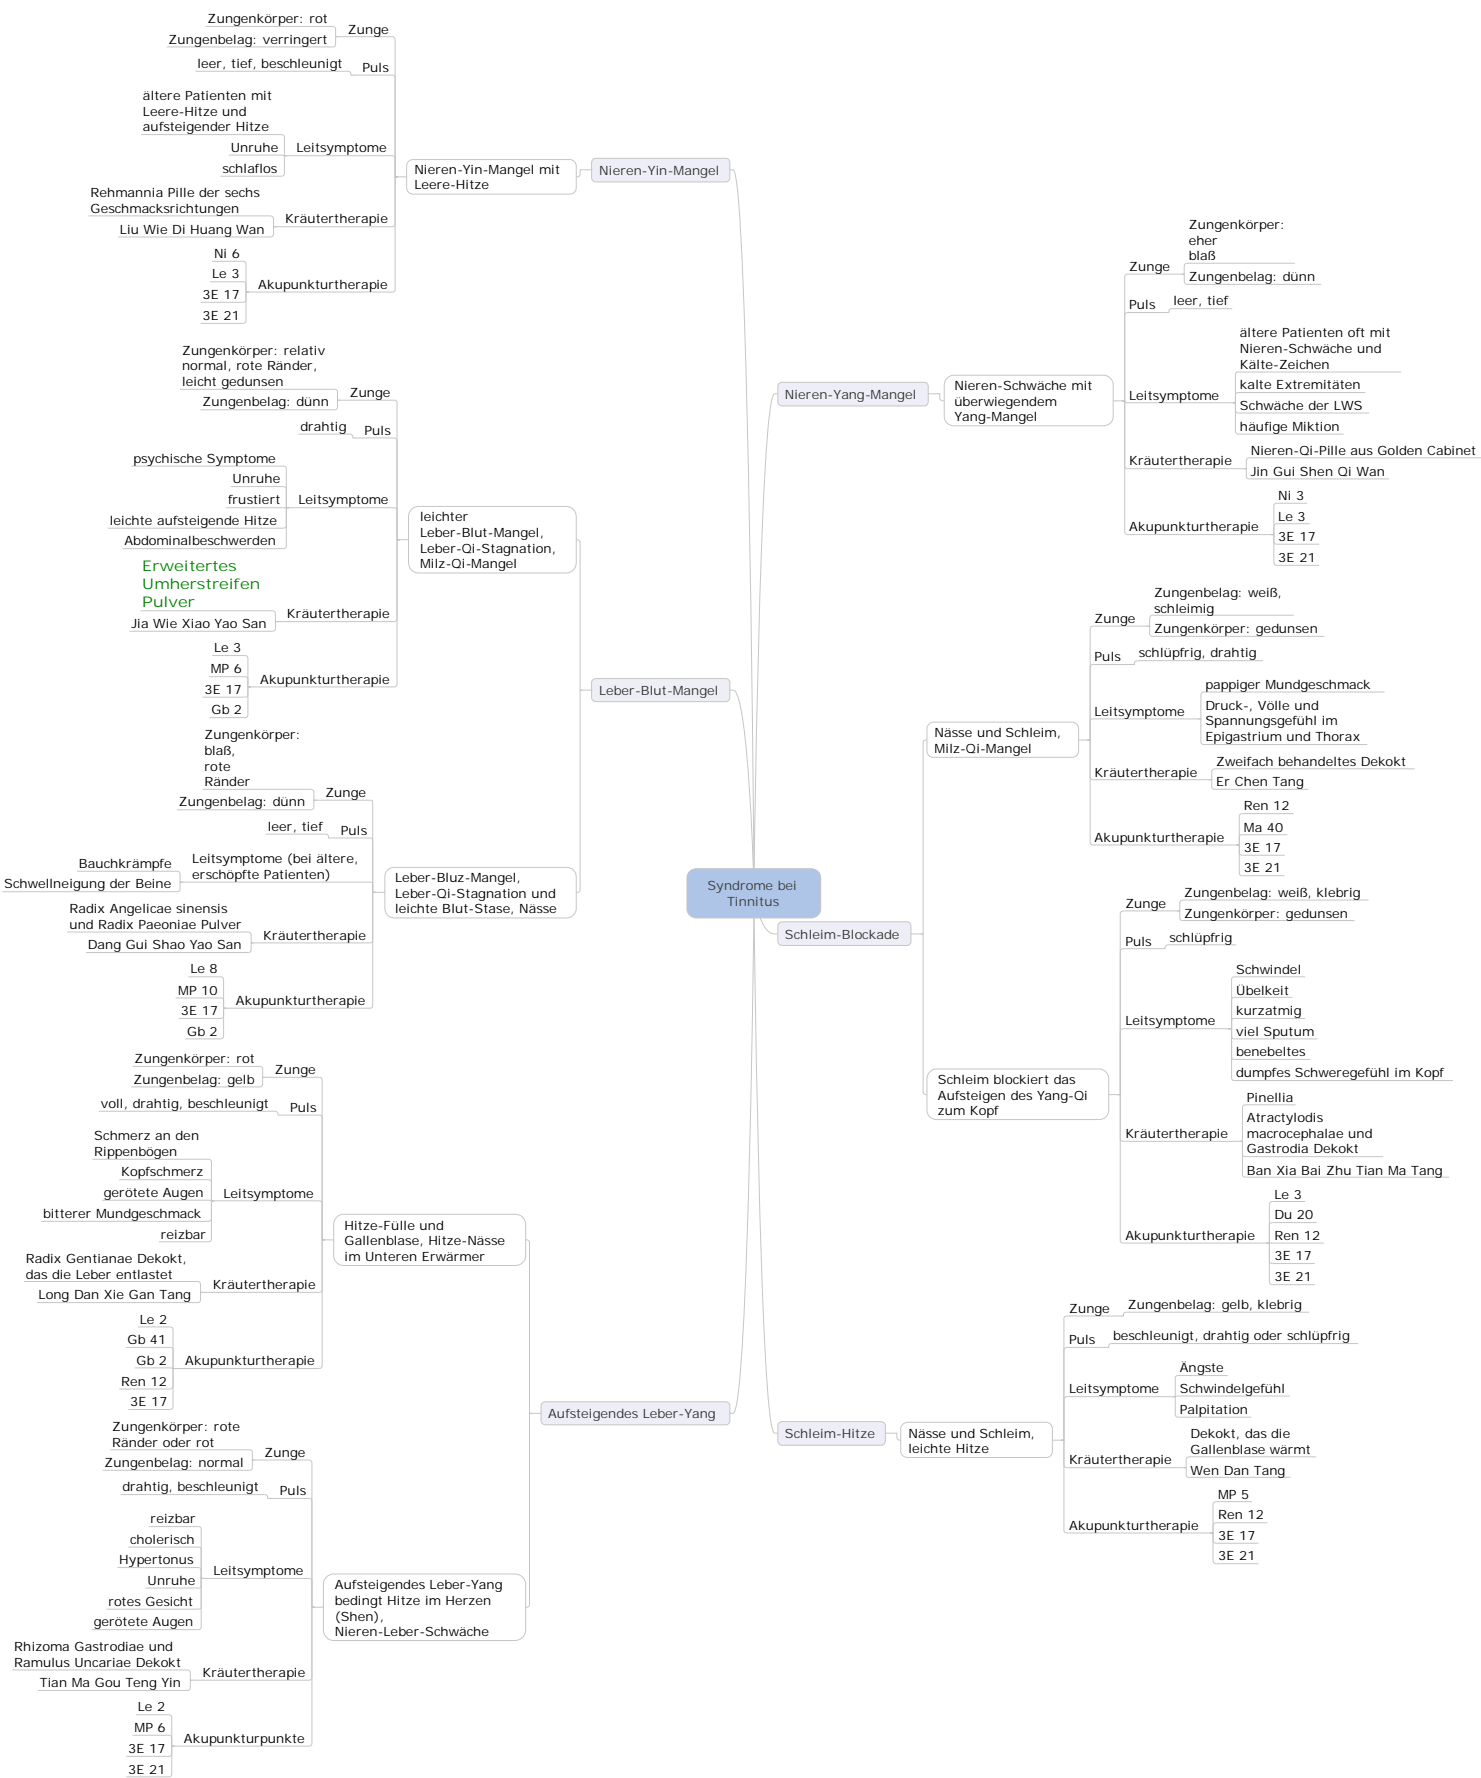 Syndrome bei
Tinnitus
Nieren-Yin-Mangel
Nieren-Yin-Mangel mit
Leere-Hitze
Zunge
Zungenkörper: rot
Zungenbelag: verringert
Puls
leer, tief, beschleunigt
Leitsymptome
ältere Patienten mit
Leere-Hitze und
aufsteigender Hitze
Unruhe
schlaflos
Kräutertherapie
Rehmannia Pille der sechs
Geschmacksrichtungen
Liu Wie Di Huang Wan
Akupunkturtherapie
Ni 6
Le 3
3E 17
3E 21
Leber-Blut-Mangel
leichter
Leber-Blut-Mangel,
Leber-Qi-Stagnation,
Milz-Qi-Mangel
Zunge
Zungenkörper: relativ
normal, rote Ränder,
leicht gedunsen
Zungenbelag: dünn
Puls
drahtig
Leitsymptome
psychische Symptome
Unruhe
frustiert
leichte aufsteigende Hitze
Abdominalbeschwerden
Kräutertherapie
Erweitertes
Umherstreifen
Pulver
Jia Wie Xiao Yao San
Akupunkturtherapie
Le 3
MP 6
3E 17
Gb 2
Leber-Bluz-Mangel,
Leber-Qi-Stagnation und
leichte Blut-Stase, Nässe
Zunge
Zungenkörper:
blaß,
rote
Ränder
Zungenbelag: dünn
Puls
leer, tief
Leitsymptome (bei ältere,
erschöpfte Patienten)
Bauchkrämpfe
Schwellneigung der Beine
Kräutertherapie
Radix Angelicae sinensis
und Radix Paeoniae Pulver
Dang Gui Shao Yao San
Akupunkturtherapie
Le 8
MP 10
3E 17
Gb 2
Aufsteigendes Leber-Yang
Hitze-Fülle und
Gallenblase, Hitze-Nässe
im Unteren Erwärmer
Zunge
Zungenkörper: rot
Zungenbelag: gelb
Puls
voll, drahtig, beschleunigt
Leitsymptome
Schmerz an den
Rippenbögen
Kopfschmerz
gerötete Augen
bitterer Mundgeschmack
reizbar
Kräutertherapie
Radix Gentianae Dekokt,
das die Leber entlastet
Long Dan Xie Gan Tang
Akupunkturtherapie
Le 2
Gb 41
Gb 2
Ren 12
3E 17
Aufsteigendes Leber-Yang
bedingt Hitze im Herzen
(Shen),
Nieren-Leber-Schwäche
Zunge
Zungenkörper: rote
Ränder oder rot
Zungenbelag: normal
Puls
drahtig, beschleunigt
Leitsymptome
reizbar
cholerisch
Hypertonus
Unruhe
rotes Gesicht
gerötete Augen
Kräutertherapie
Rhizoma Gastrodiae und
Ramulus Uncariae Dekokt
Tian Ma Gou Teng Yin
Akupunkturpunkte
Le 2
MP 6
3E 17
3E 21
Nieren-Yang-Mangel
Nieren-Schwäche mit
überwiegendem
Yang-Mangel
Zunge
Zungenkörper:
eher
blaß
Zungenbelag: dünn
Puls
leer, tief
Leitsymptome
ältere Patienten oft mit
Nieren-Schwäche und
Kälte-Zeichen
kalte Extremitäten
Schwäche der LWS
häufige Miktion
Kräutertherapie
Nieren-Qi-Pille aus Golden Cabinet
Jin Gui Shen Qi Wan
Akupunkturtherapie
Ni 3
Le 3
3E 17
3E 21
Schleim-Blockade
Nässe und Schleim,
Milz-Qi-Mangel
Zunge
Zungenbelag: weiß,
schleimig
Zungenkörper: gedunsen
Puls
schlüpfrig, drahtig
Leitsymptome
pappiger Mundgeschmack
Druck-, Völle und
Spannungsgefühl im
Epigastrium und Thorax
Kräutertherapie
Zweifach behandeltes Dekokt
Er Chen Tang
Akupunkturtherapie
Ren 12
Ma 40
3E 17
3E 21
Schleim blockiert das
Aufsteigen des Yang-Qi
zum Kopf
Zunge
Zungenbelag: weiß, klebrig
Zungenkörper: gedunsen
Puls
schlüpfrig
Leitsymptome
Schwindel
Übelkeit
kurzatmig
viel Sputum
benebeltes
dumpfes Schweregefühl im Kopf
Kräutertherapie
Pinellia
Atractylodis
macrocephalae und
Gastrodia Dekokt
Ban Xia Bai Zhu Tian Ma Tang
Akupunkturtherapie
Le 3
Du 20
Ren 12
3E 17
3E 21
Schleim-Hitze
Nässe und Schleim,
leichte Hitze
Zunge
Zungenbelag: gelb, klebrig
Puls
beschleunigt, drahtig oder schlüpfrig
Leitsymptome
Ängste
Schwindelgefühl
Palpitation
Kräutertherapie
Dekokt, das die
Gallenblase wärmt
Wen Dan Tang
Akupunkturtherapie
MP 5
Ren 12
3E 17
3E 21